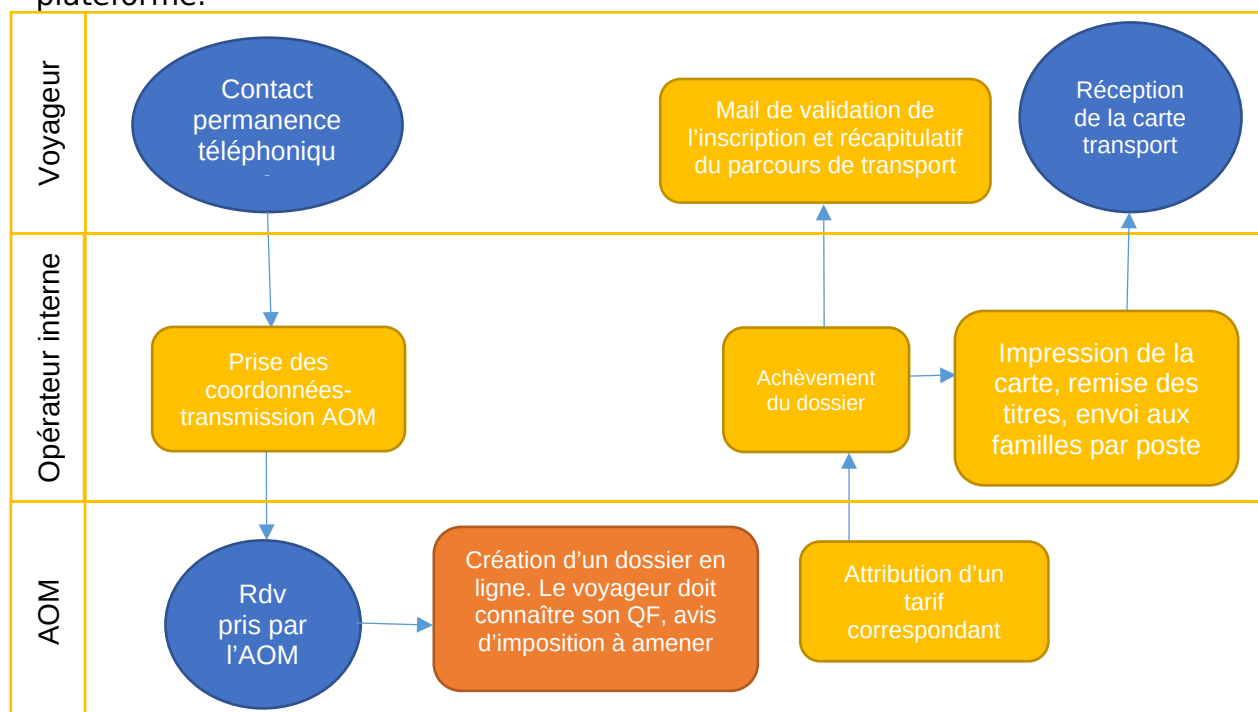 plateforme.
Voyageur
Contact
permanence
téléphoniqu
Mail de validation de
l’inscription et récapitulatif
du parcours de transport
Réception
de la carte
transport
Opérateur interne
Prise des
coordonnées-
transmission AOM
Achèvement
du dossier
Impression de la
carte, remise des
titres, envoi aux
familles par poste
AOM
Rdv
pris par
l’AOM
Création d’un dossier en
ligne. Le voyageur doit
connaître son QF, avis
d’imposition à amener
Attribution d’un
tarif
correspondant